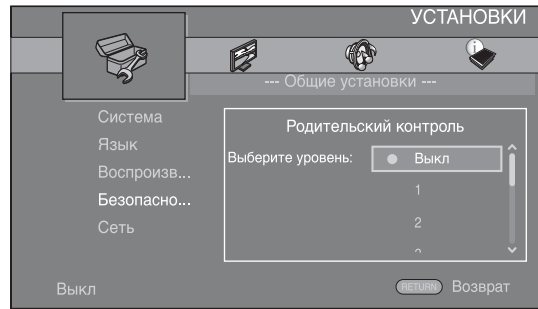 УСТАНОВКИ
--- Общие установки ---
Система
Язык
Воспроизв...
Безопасно...
Сеть
Родительский контроль
Выберите уровень:
Выкл
1
2
Выкл
RETURN Возврат